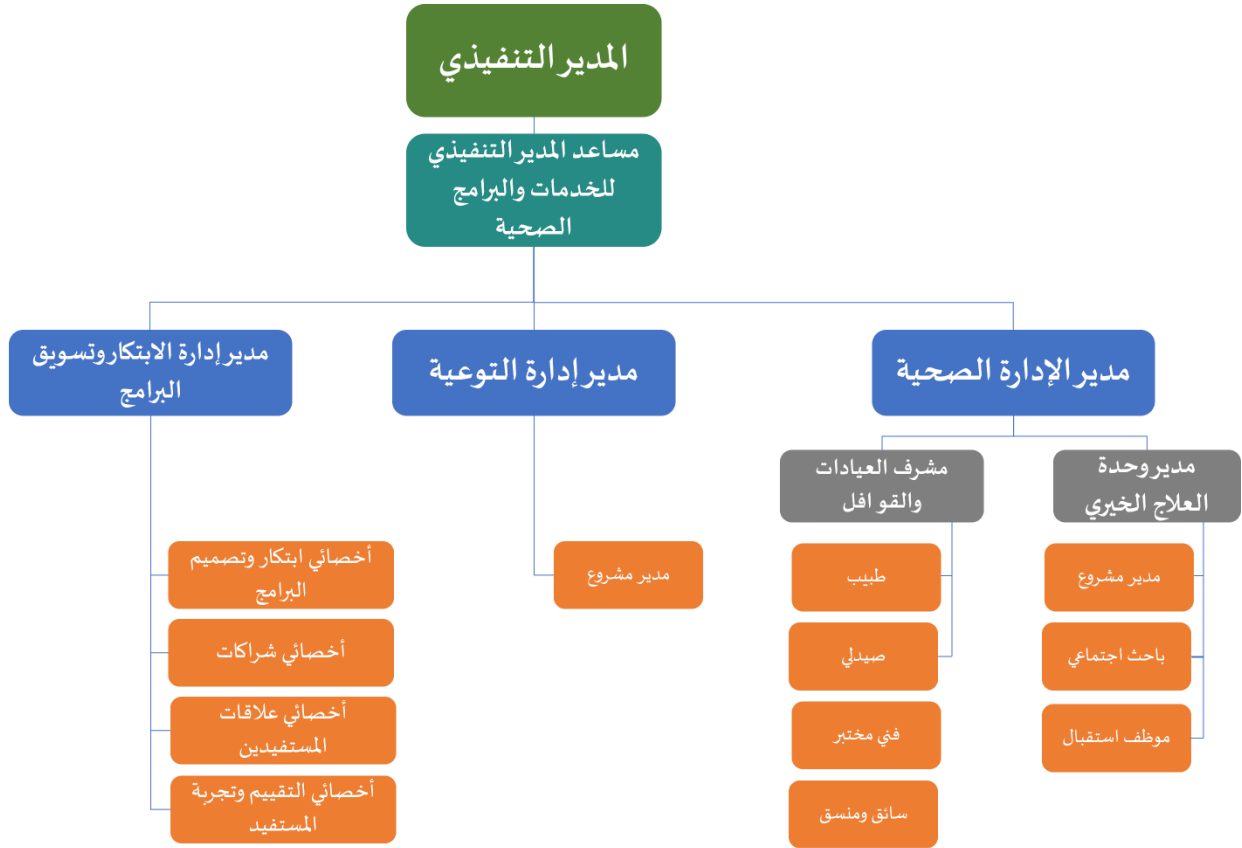 المدير التنفيذي
مساعد المدير التنفيذي
للخدمات والبرامج
الصحية
مدير الإدارة الصحية
مدير إدارة التوعية
مدير إدارة الابتكار وتسويق
البرامج
مدير وحدة
العلاج الخيري
مشرف العيادات
والقوافل
مدير مشروع
باحث اجتماعي
موظف استقبال
طبيب
صيدلي
فني مختبر
سائق ومنسق
مدير مشروع
أخصائي ابتكار وتصميم
البرامج
أخصائي شراكات
أخصائي علاقات
المستفيدين
أخصائي التقييم وتجربة
المستفيد